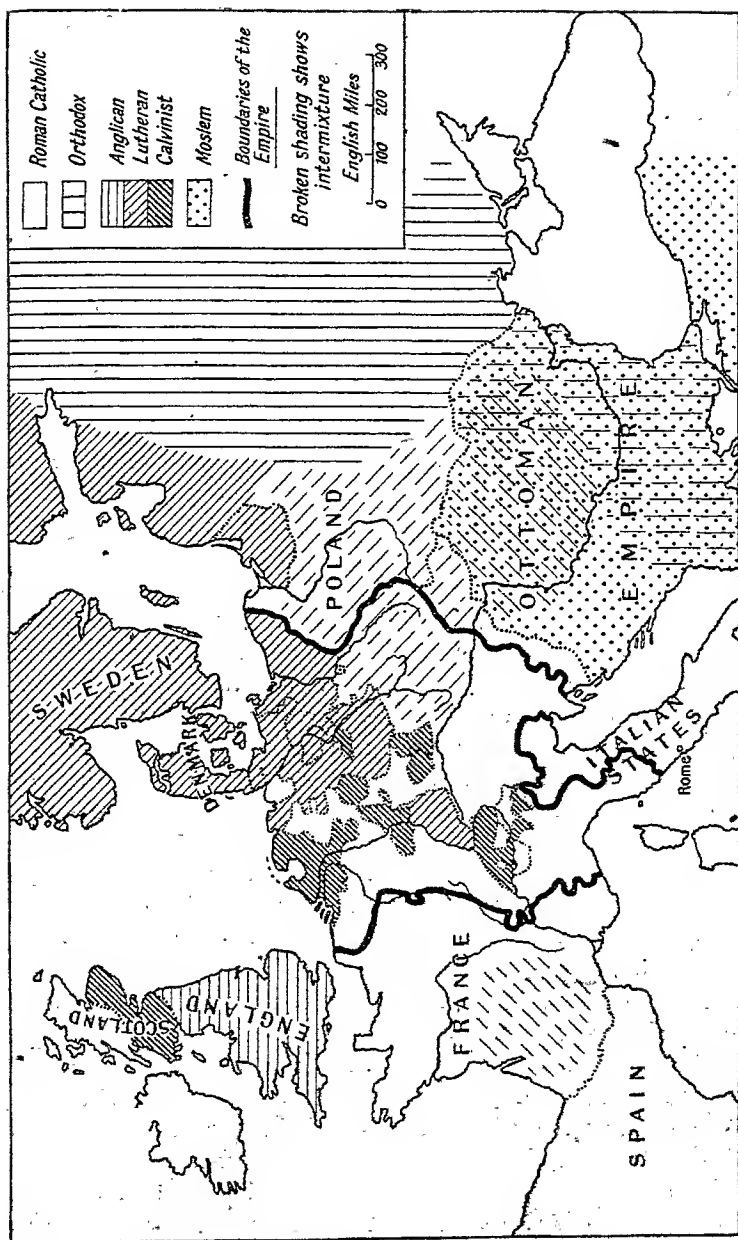 Roman Catholic
Orthodox
Anglican
Lutheran
Calvinist
Moslem
Boundaries of the
Empire
Broken shading shows
intermixture
English Miles
0 100 200 300
SWEDEN
DENMARK
SCOTLAND
ENGLAND
POLAND
FRANCE
SPAIN
ITALIAN
STATES
Rome
OTTOMAN
EMPIRE